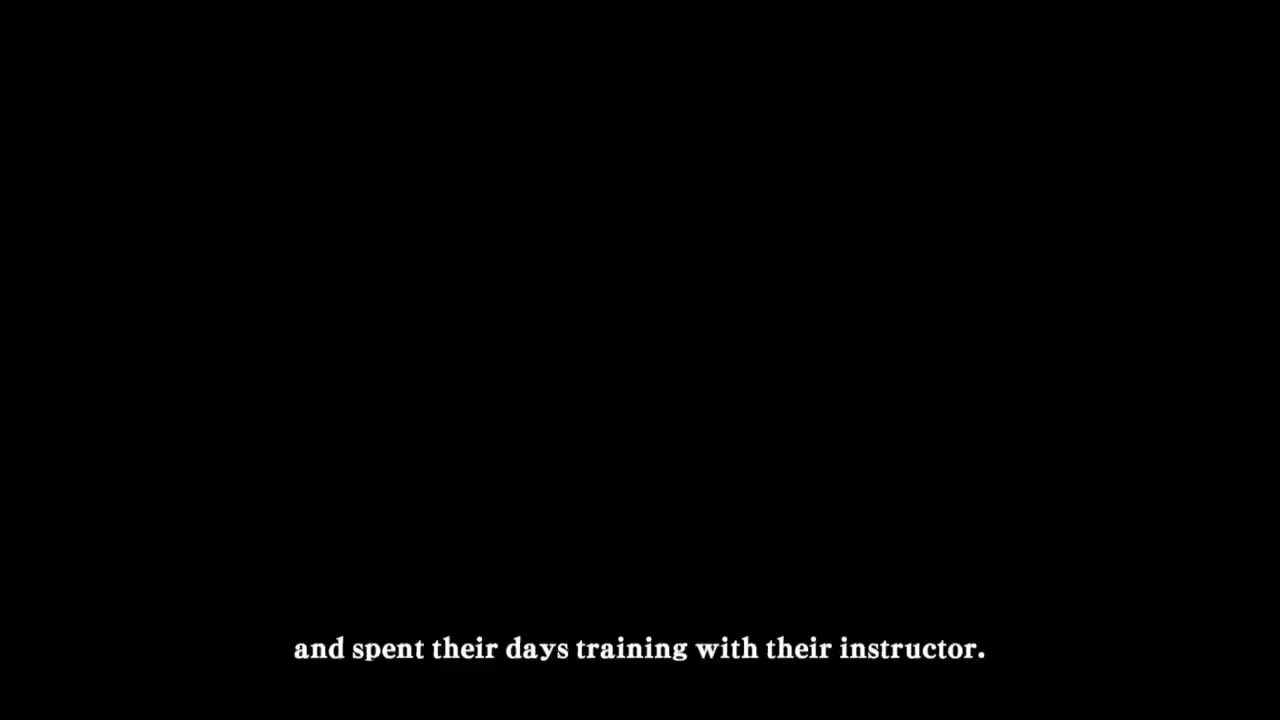 and spent their days training with their instructor.